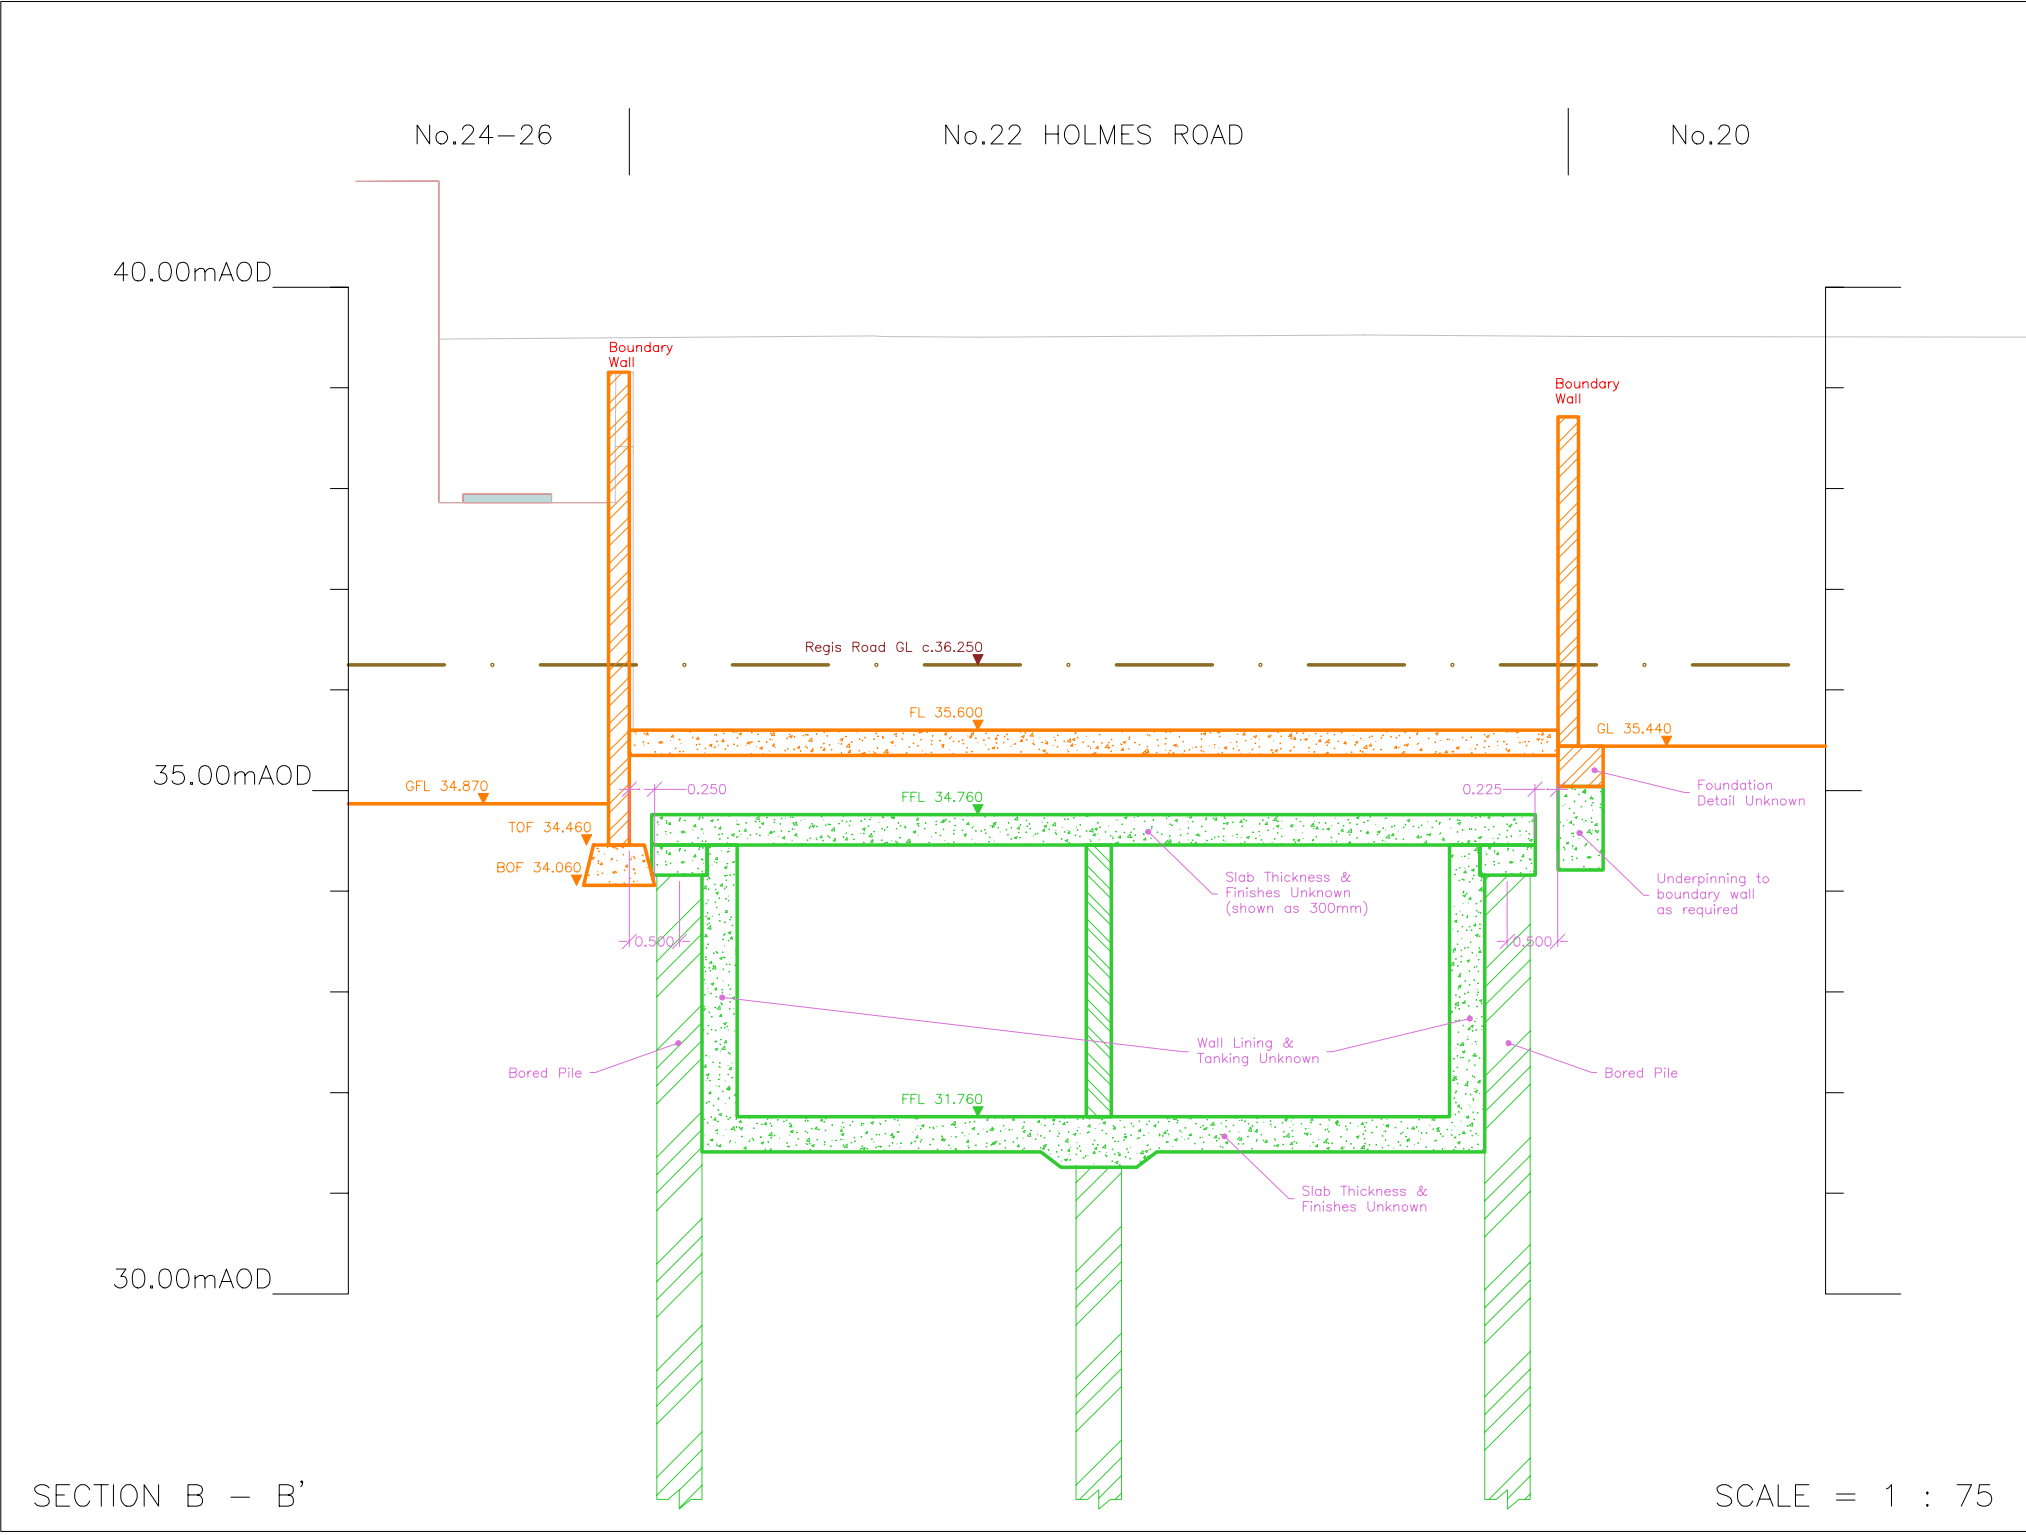 No.24-26
No.22 HOLMES ROAD
No.20
40.00mAOD
Boundary
Wall
Boundary
Wall
Regis Road GL c.36.250
FL 35.600
GL 35.440
35.00mAOD
GFL 34.870
0.250
FFL 34.760
0.225
Foundation
Detail Unknown
TOF 34.460
BOF 34.060
Slab Thickness &
Finishes Unknown
(shown as 300mm)
Underpinning to
boundary wall
as required
0.500
0.500
Wall Lining &
Tanking Unknown
Bored Pile
Bored Pile
FFL 31.760
Slab Thickness &
Finishes Unknown
30.00mAOD
SECTION B - B'
SCALE = 1 : 75